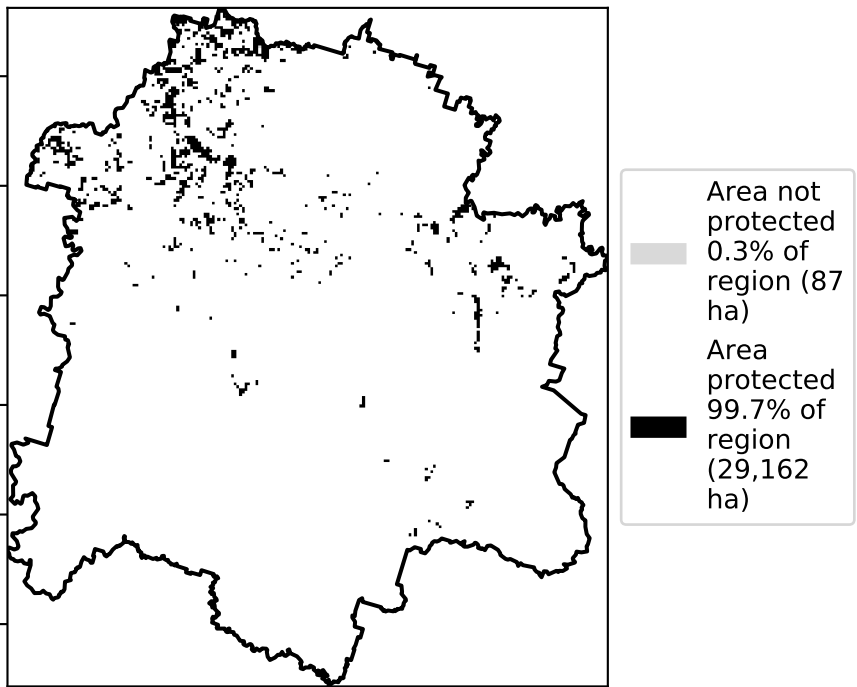 Area not
protected
0.3% of
region (87
ha)
Area
protected
99.7% of
region
(29,162
ha)